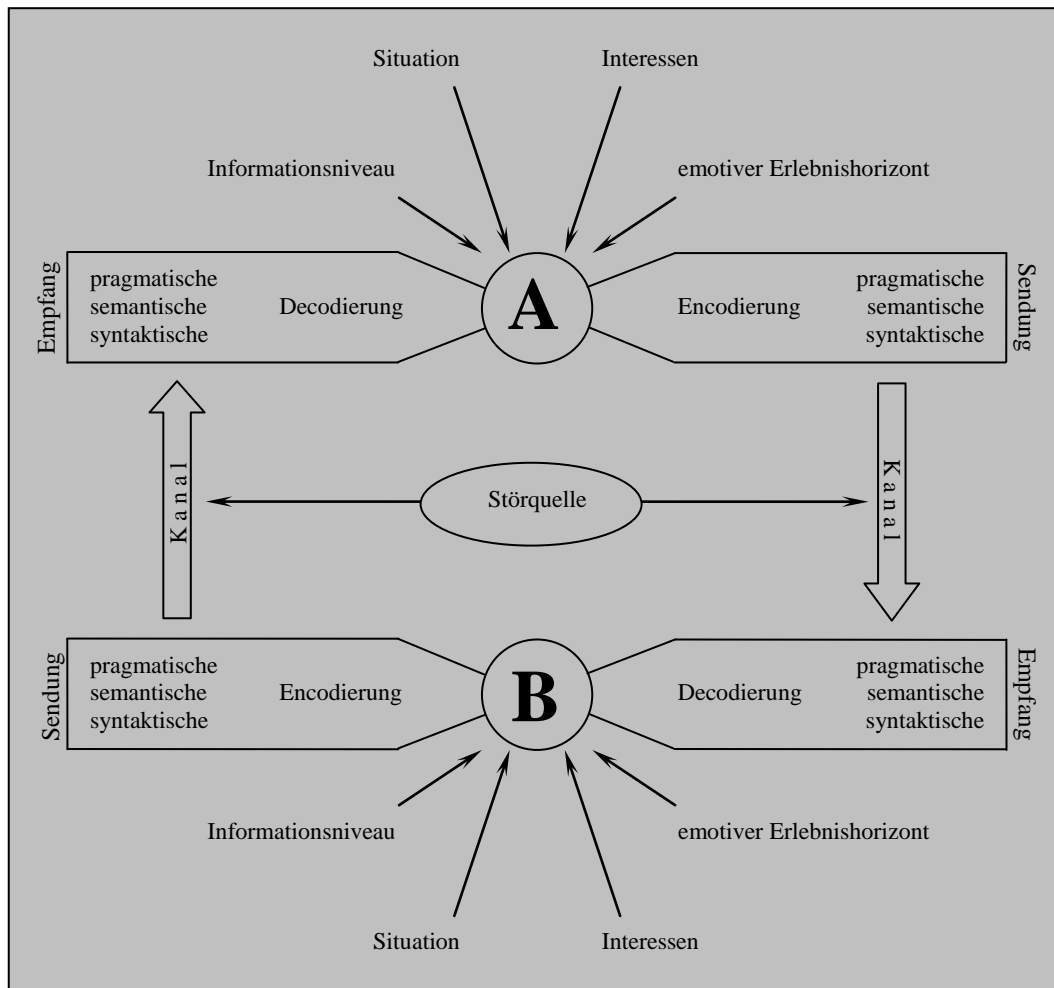 Situation
Interessen
Informationsniveau
emotiver Erlebnishorizont
Empfang
pragmatische
semantische
syntaktische
Decodierung
A
Encodierung
pragmatische
semantische
syntaktische
Sendung
Kanal
Störquelle
Kanal
Sendung
pragmatische
semantische
syntaktische
Encodierung
B
Decodierung
pragmatische
semantische
syntaktische
Empfang
Informationsniveau
emotiver Erlebnishorizont
Situation
Interessen